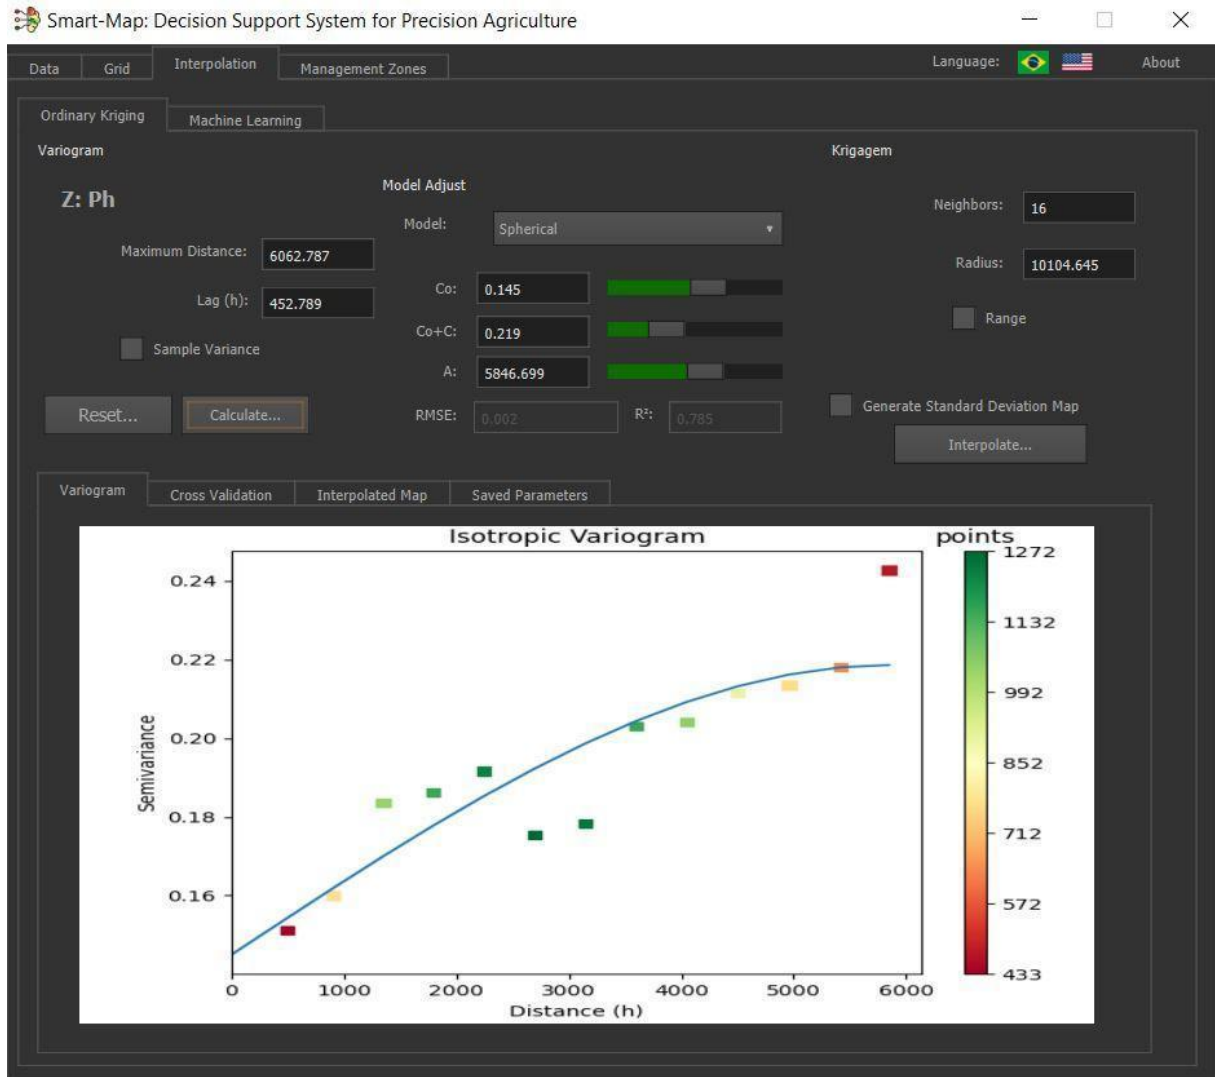 Smart-Map: Decision Support System for Precision Agriculture
Data Grid Interpolation Management Zones Language: About
Ordinary Kriging Machine Learning
Variogram Krigagem
Z: Ph
Model Adjust
Neighbors: 16
Model: Spherical
Maximum Distance: 6062.787
Radius: 10104.645
Co: 0.145
Lag (h): 452.789
Range
Co+C: 0.219
Sample Variance
A: 5846.699
Reset... Calculate... RMSE: 0.002 R²: 0.785
Generate Standard Deviation Map
Interpolate...
Variogram Cross Validation Interpolated Map Saved Parameters
Isotropic Variogram
points
Semivariance
0.24
0.22
0.20
0.18
0.16
0 1000 2000 3000 4000 5000 6000
Distance (h)
1272
1132
992
852
712
572
433